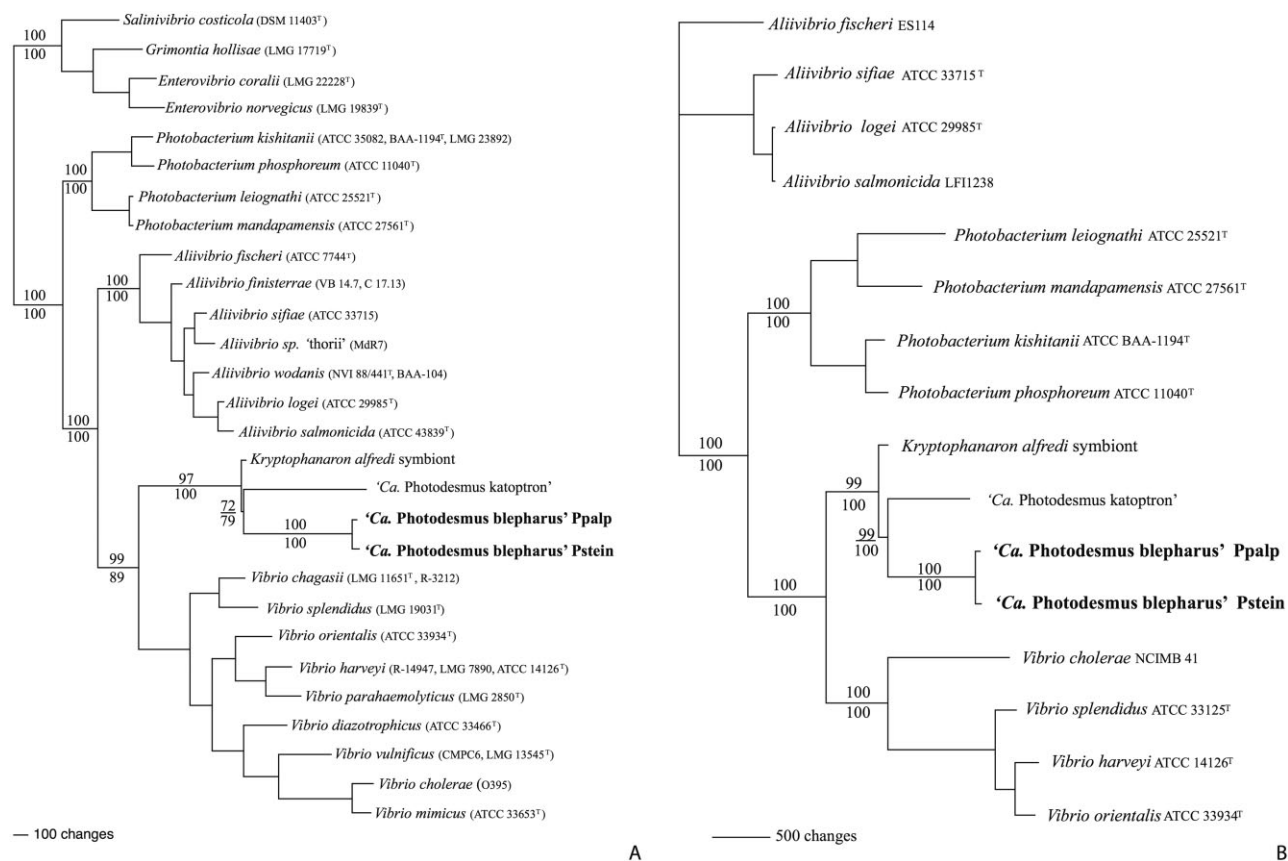 Salinivibrio costicola (DSM 11403ᵀ)
100
100
Grimontia hollisae (LMG 17719ᵀ)
Enterovibrio coralii (LMG 22228ᵀ)
Enterovibrio norvegicus (LMG 19839ᵀ)
Photobacterium kishitanii (ATCC 35082, BAA-1194ᵀ, LMG 23892)
100
100
Photobacterium phosphoreum (ATCC 11040ᵀ)
Photobacterium leiognathi (ATCC 25521ᵀ)
Photobacterium mandapamensis (ATCC 27561ᵀ)
Aliivibrio fischeri (ATCC 7744ᵀ)
100
100
Aliivibrio finisterrae (VB 14.7, C 17.13)
100
100
Aliivibrio sifiae (ATCC 33715)
Aliivibrio sp. ‘thorii’ (MdR7)
Aliivibrio wodanis (NVI 88/441ᵀ, BAA-104)
Aliivibrio logei (ATCC 29985ᵀ)
100
100
Aliivibrio salmonicida (ATCC 43839ᵀ)
Kryptophanaron alfredi symbiont
97
100
‘Ca. Photodesmus katoptron’
72
79
‘Ca. Photodesmus blepharus’ Ppalp
100
100
‘Ca. Photodesmus blepharus’ Pstein
99
89
Vibrio chagasii (LMG 11651ᵀ, R-3212)
Vibrio splendidus (LMG 19031ᵀ)
Vibrio orientalis (ATCC 33934ᵀ)
Vibrio harveyi (R-14947, LMG 7890, ATCC 14126ᵀ)
Vibrio parahaemolyticus (LMG 2850ᵀ)
Vibrio diazotrophicus (ATCC 33466ᵀ)
Vibrio vulnificus (CMPC6, LMG 13545ᵀ)
Vibrio cholerae (O395)
Vibrio mimicus (ATCC 33653ᵀ)
100 changes
A
Aliivibrio fischeri ES114
Aliivibrio sifiae ATCC 33715ᵀ
Aliivibrio logei ATCC 29985ᵀ
Aliivibrio salmonicida LFI1238
Photobacterium leiognathi ATCC 25521ᵀ
Photobacterium mandapamensis ATCC 27561ᵀ
100
100
Photobacterium kishitanii ATCC BAA-1194ᵀ
Photobacterium phosphoreum ATCC 11040ᵀ
100
100
Kryptophanaron alfredi symbiont
99
100
‘Ca. Photodesmus katoptron’
99
100
‘Ca. Photodesmus blepharus’ Ppalp
100
100
‘Ca. Photodesmus blepharus’ Pstein
100
100
Vibrio cholerae NCIMB 41
100
100
Vibrio splendidus ATCC 33125ᵀ
Vibrio harveyi ATCC 14126ᵀ
Vibrio orientalis ATCC 33934ᵀ
500 changes
B